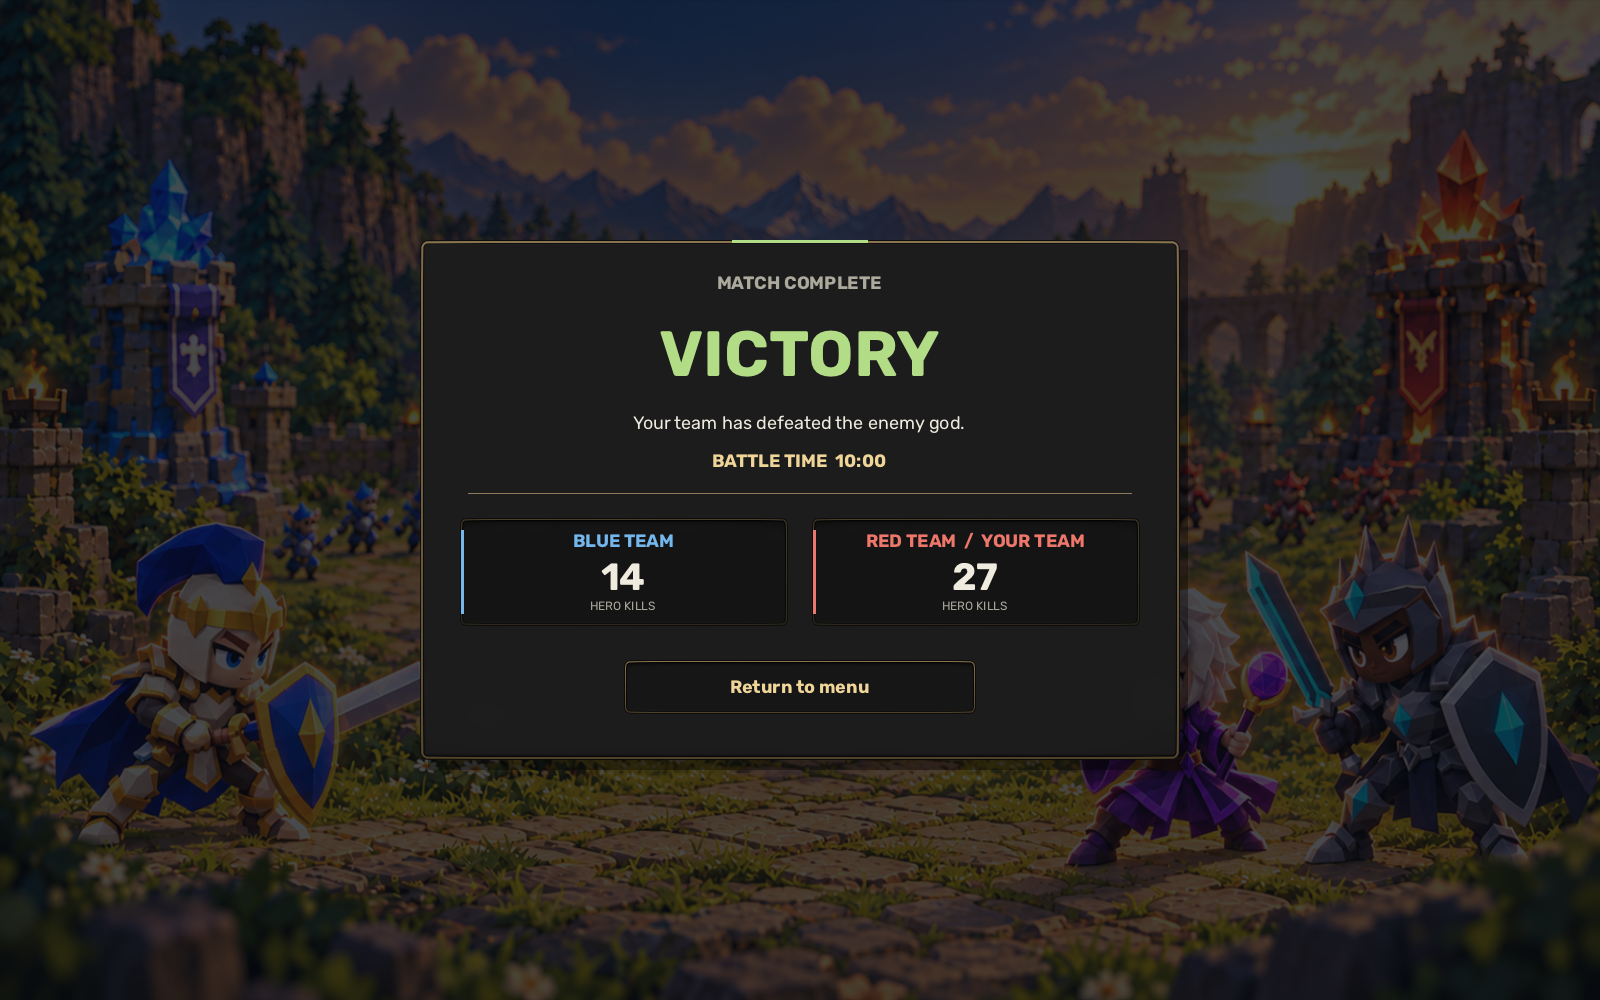 MATCH COMPLETE
VICTORY
Your team has defeated the enemy god.
BATTLE TIME 10:00
BLUE TEAM
14
HERO KILLS
RED TEAM / YOUR TEAM
27
HERO KILLS
Return to menu